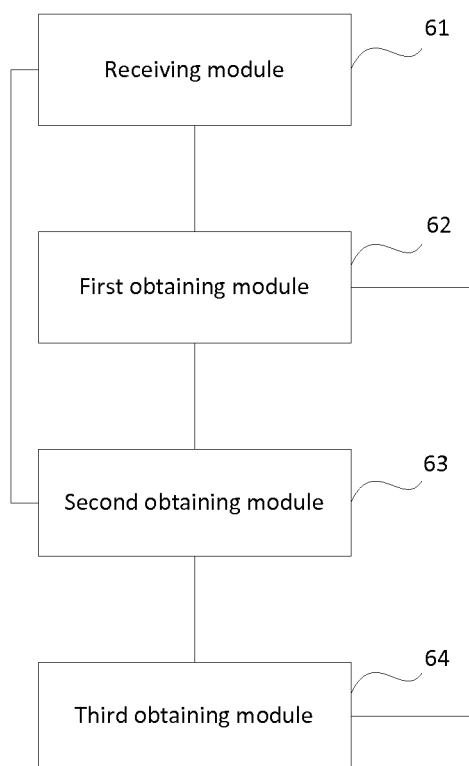 61
Receiving module
62
First obtaining module
63
Second obtaining module
64
Third obtaining module